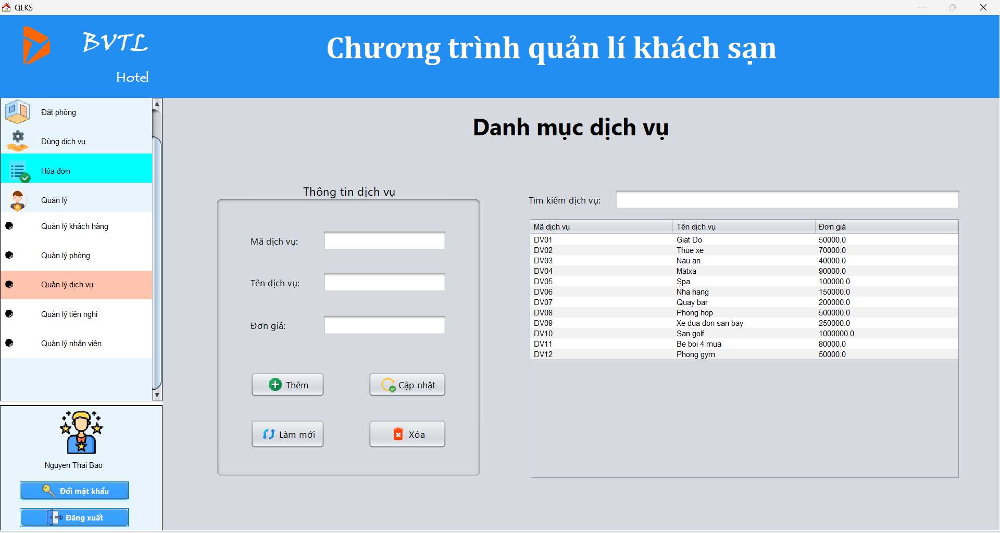 QLKS
BVTL
Hotel
Chương trình quản lí khách sạn
Đặt phòng
Dùng dịch vụ
Hóa đơn
Quản lý
Quản lý khách hàng
Quản lý phòng
Quản lý dịch vụ
Quản lý tiện nghi
Quản lý nhân viên
Nguyen Thai Bao
Đổi mật khẩu
Đăng xuất
Danh mục dịch vụ
Thông tin dịch vụ
Mã dịch vụ:
Tên dịch vụ:
Đơn giá:
Thêm
Cập nhật
Làm mới
Xóa
Tìm kiếm dịch vụ:
Mã dịch vụ Tên dịch vụ Đơn giá
DV01 Giat Do 50000.0
DV02 Thue xe 70000.0
DV03 Nau an 40000.0
DV04 Matxa 90000.0
DV05 Spa 100000.0
DV06 Nha hang 150000.0
DV07 Quay bar 200000.0
DV08 Phong hop 500000.0
DV09 Xe dua don san bay 250000.0
DV10 San golf 1000000.0
DV11 Be boi 4 mua 80000.0
DV12 Phong gym 50000.0